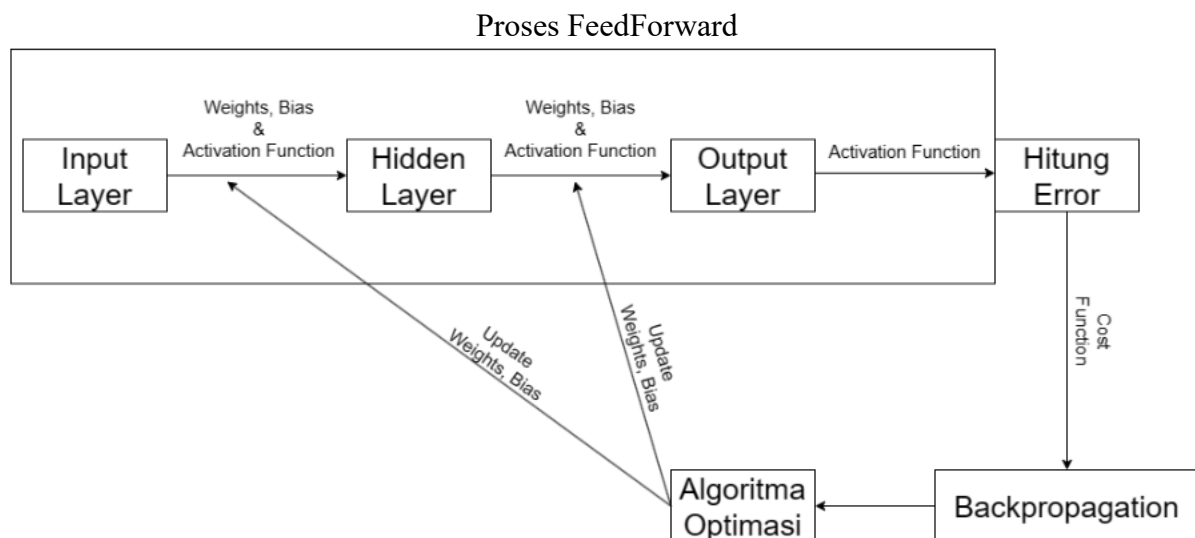 Proses FeedForward
Weights, Bias
&
Activation Function
Weights, Bias
&
Activation Function
Activation Function
Input
Layer
Hidden
Layer
Output
Layer
Hitung
Error
Update
Weights, Bias
Update
Weights, Bias
Cost
Function
Algoritma
Optimasi
Backpropagation